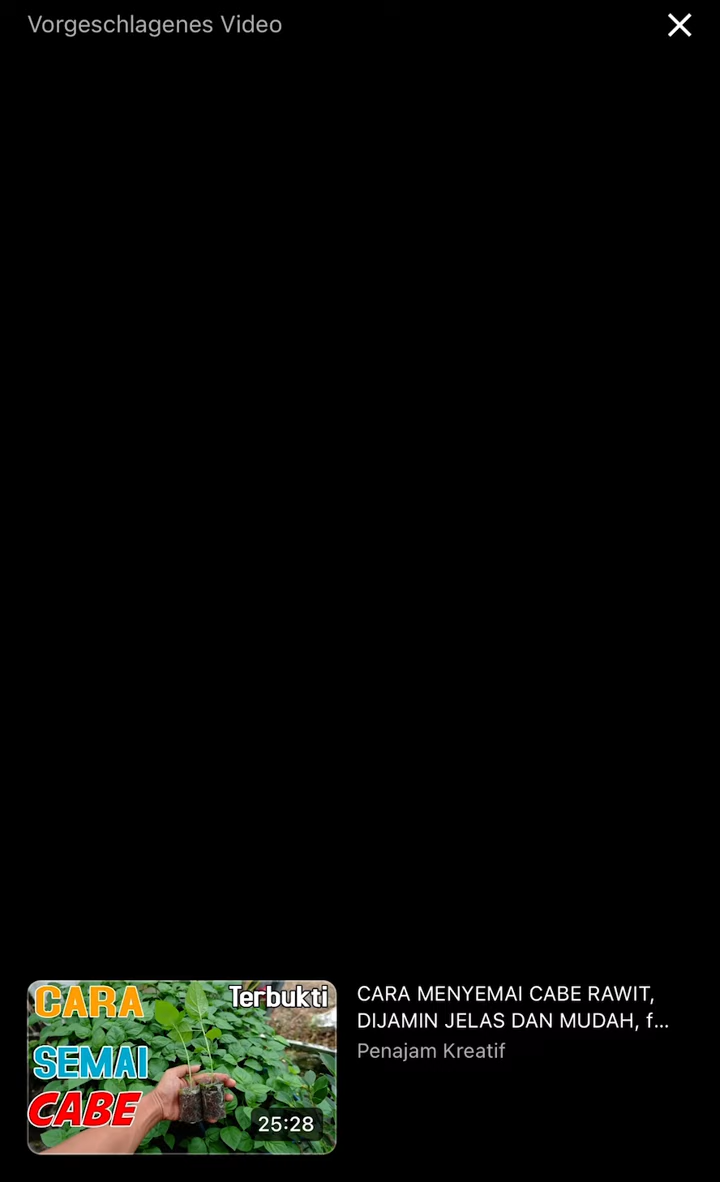 Vorgeschlagenes Video
CARA
Terbukti
SEMAI
CABE
25:28
CARA MENYEMAI CABE RAWIT,
DIJAMIN JELAS DAN MUDAH, f...
Penajam Kreatif